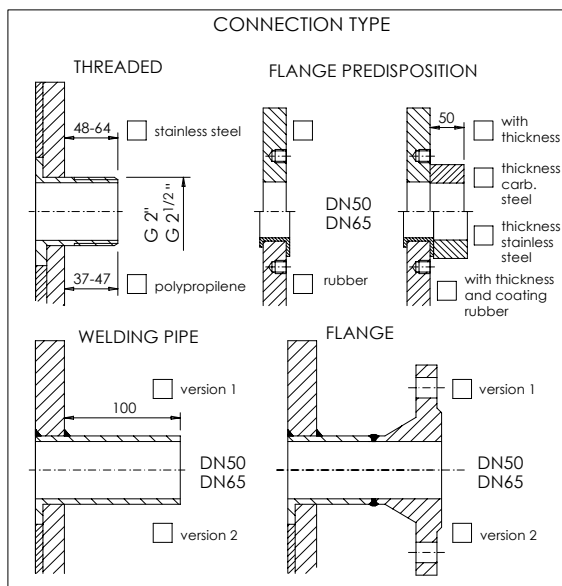 CONNECTION TYPE
THREADED
48-64
stainless steel
G 2"
G 2 1/2"
37-47
polypropilene
FLANGE PREDISPOSITION
DN50
DN65
rubber
50
with
thickness
thickness
carb.
steel
thickness
stainless
steel
with thickness
and coating
rubber
WELDING PIPE
version 1
100
DN50
DN65
version 2
FLANGE
version 1
DN50
DN65
version 2